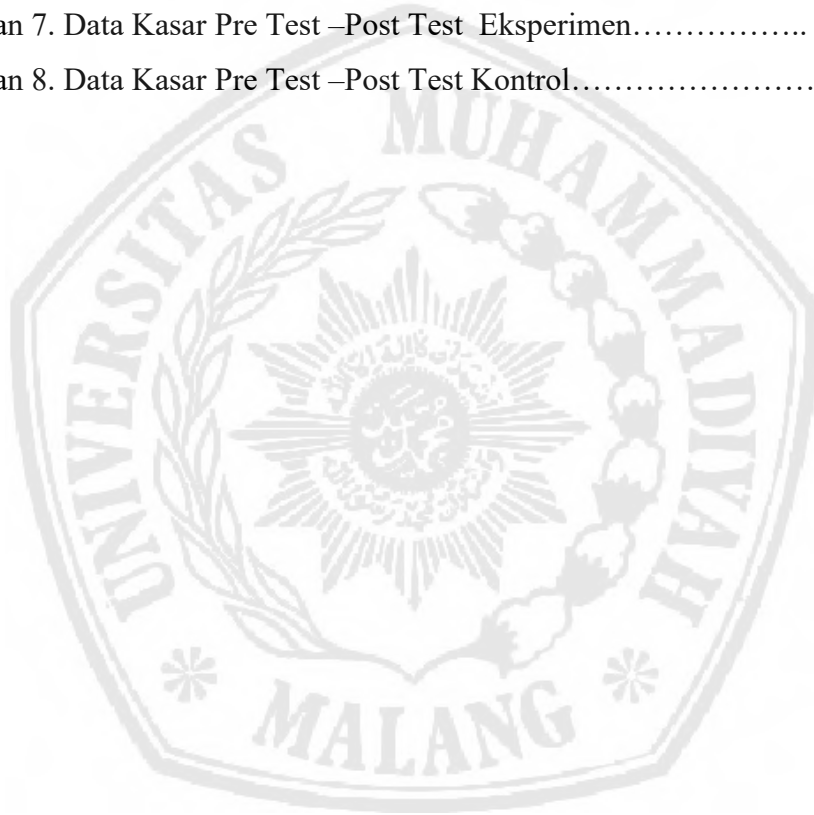 an 7. Data Kasar Pre Test –Post Test  Eksperimen……………..
an 8. Data Kasar Pre Test –Post Test Kontrol……………………
UNIVERSITAS MUHAMMADIYAH
MALANG